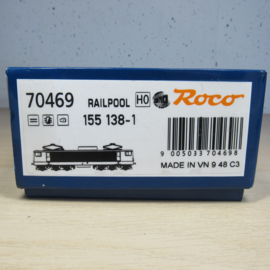 70469 RAILPOOL H0 Roco
155 138-1
9 005033 704698
MADE IN VN 9 48 C3